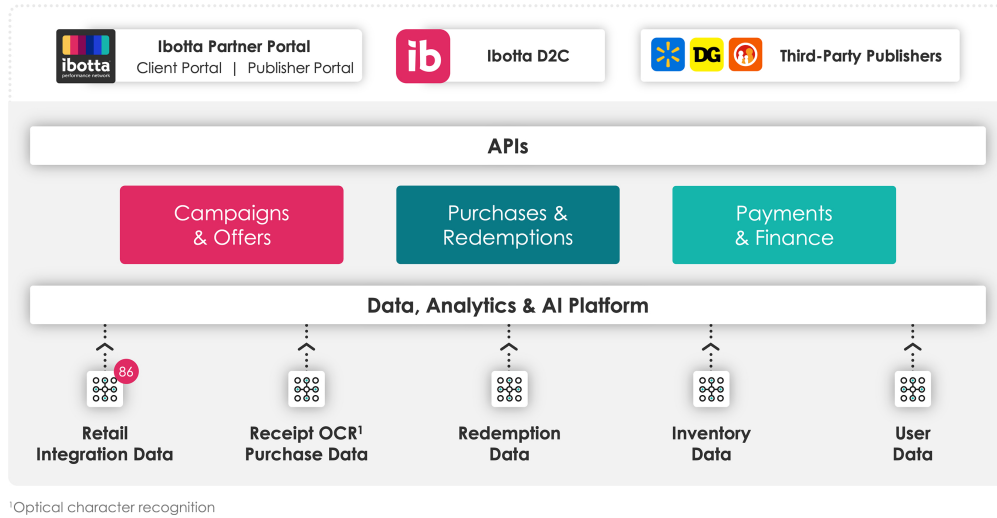 ibotta
performance network
Ibotta Partner Portal
Client Portal | Publisher Portal
ib
Ibotta D2C
DG
Third-Party Publishers
APIs
Campaigns
& Offers
Purchases &
Redemptions
Payments
& Finance
Data, Analytics & AI Platform
86
Retail
Integration Data
Receipt OCR¹
Purchase Data
Redemption
Data
Inventory
Data
User
Data
¹Optical character recognition